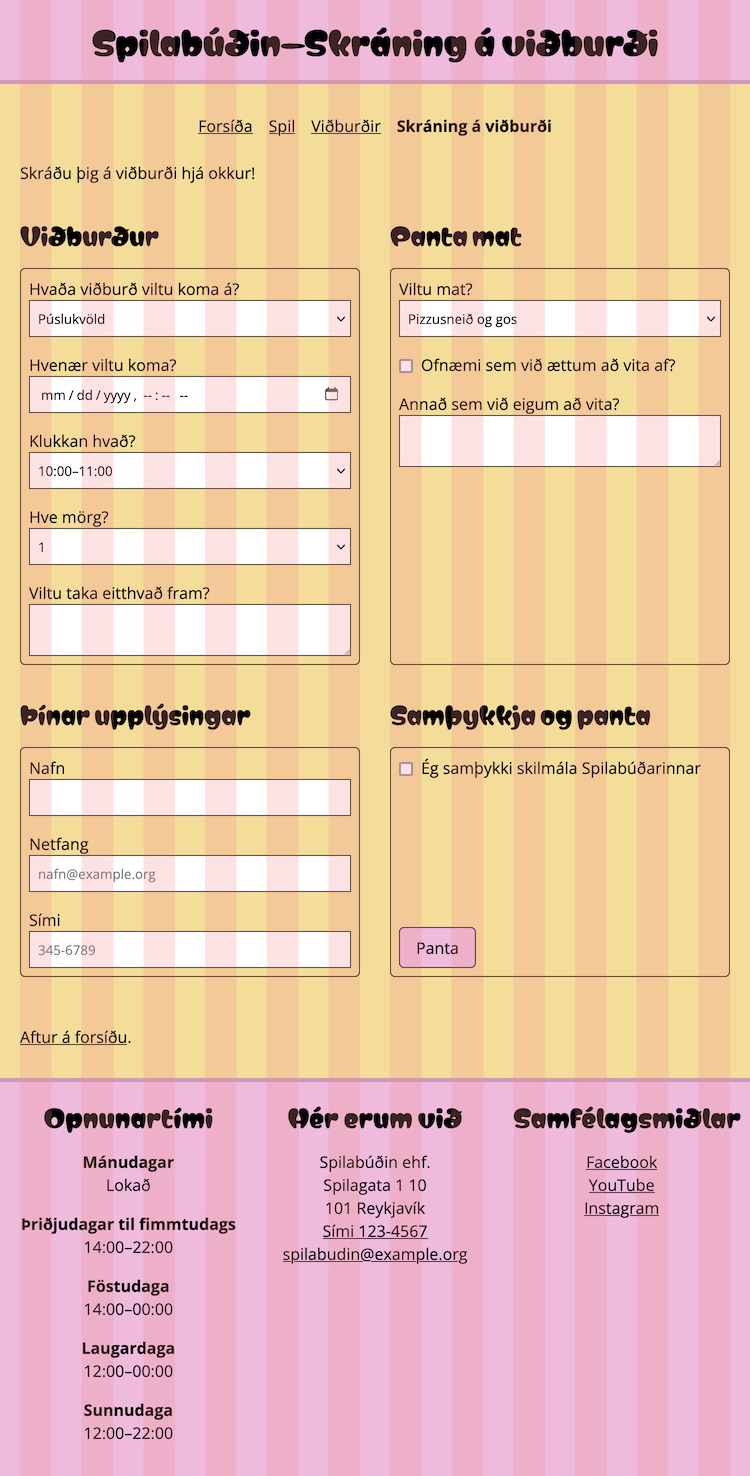 Spilabúðin—Skráning á viðburði
Forsíða Spil Viðburðir Skráning á viðburði
Skráðu þig á viðburði hjá okkur!
Viðburður
Hvaða viðburð viltu koma á?
Púslukvöld
Hvenær viltu koma?
mm / dd / yyyy , -- : -- --
Klukkan hvað?
10:00–11:00
Hve mörg?
1
Viltu taka eitthvað fram?
Panta mat
Viltu mat?
Pizzusneið og gos
Ofnæmi sem við ættum að vita af?
Annað sem við eigum að vita?
Þínar upplýsingar
Nafn
Netfang
nafn@example.org
Sími
345-6789
Samþykkja og panta
Ég samþykki skilmála Spilabúðarinnar
Panta
Aftur á forsíðu.
Opnunartími
Mánudagar
Lokað
Þriðjudagar til fimmtudags
14:00–22:00
Föstudaga
14:00–00:00
Laugardaga
12:00–00:00
Sunnudaga
12:00–22:00
Hér erum við
Spilabúðin ehf.
Spilagata 1 10
101 Reykjavík
Sími 123-4567
spilabudin@example.org
Samfélagsmiðlar
Facebook
YouTube
Instagram